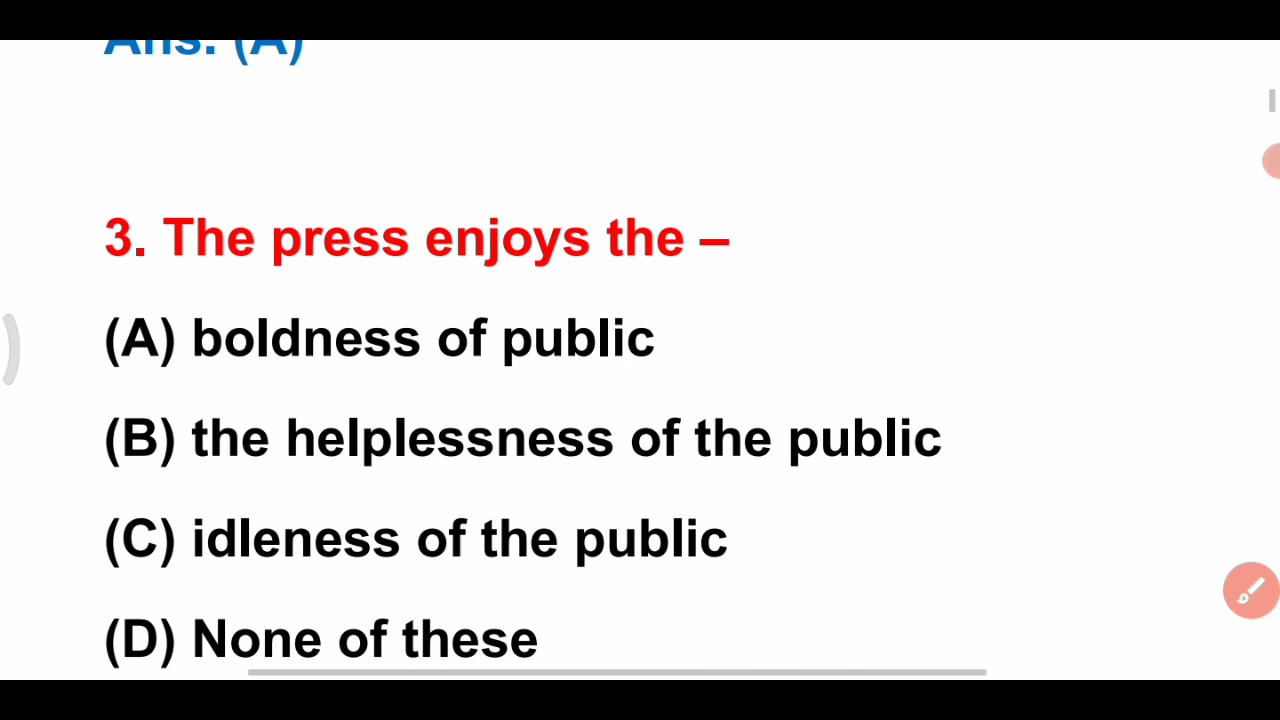 Ans. (A)
3. The press enjoys the –
(A) boldness of public
(B) the helplessness of the public
(C) idleness of the public
(D) None of these